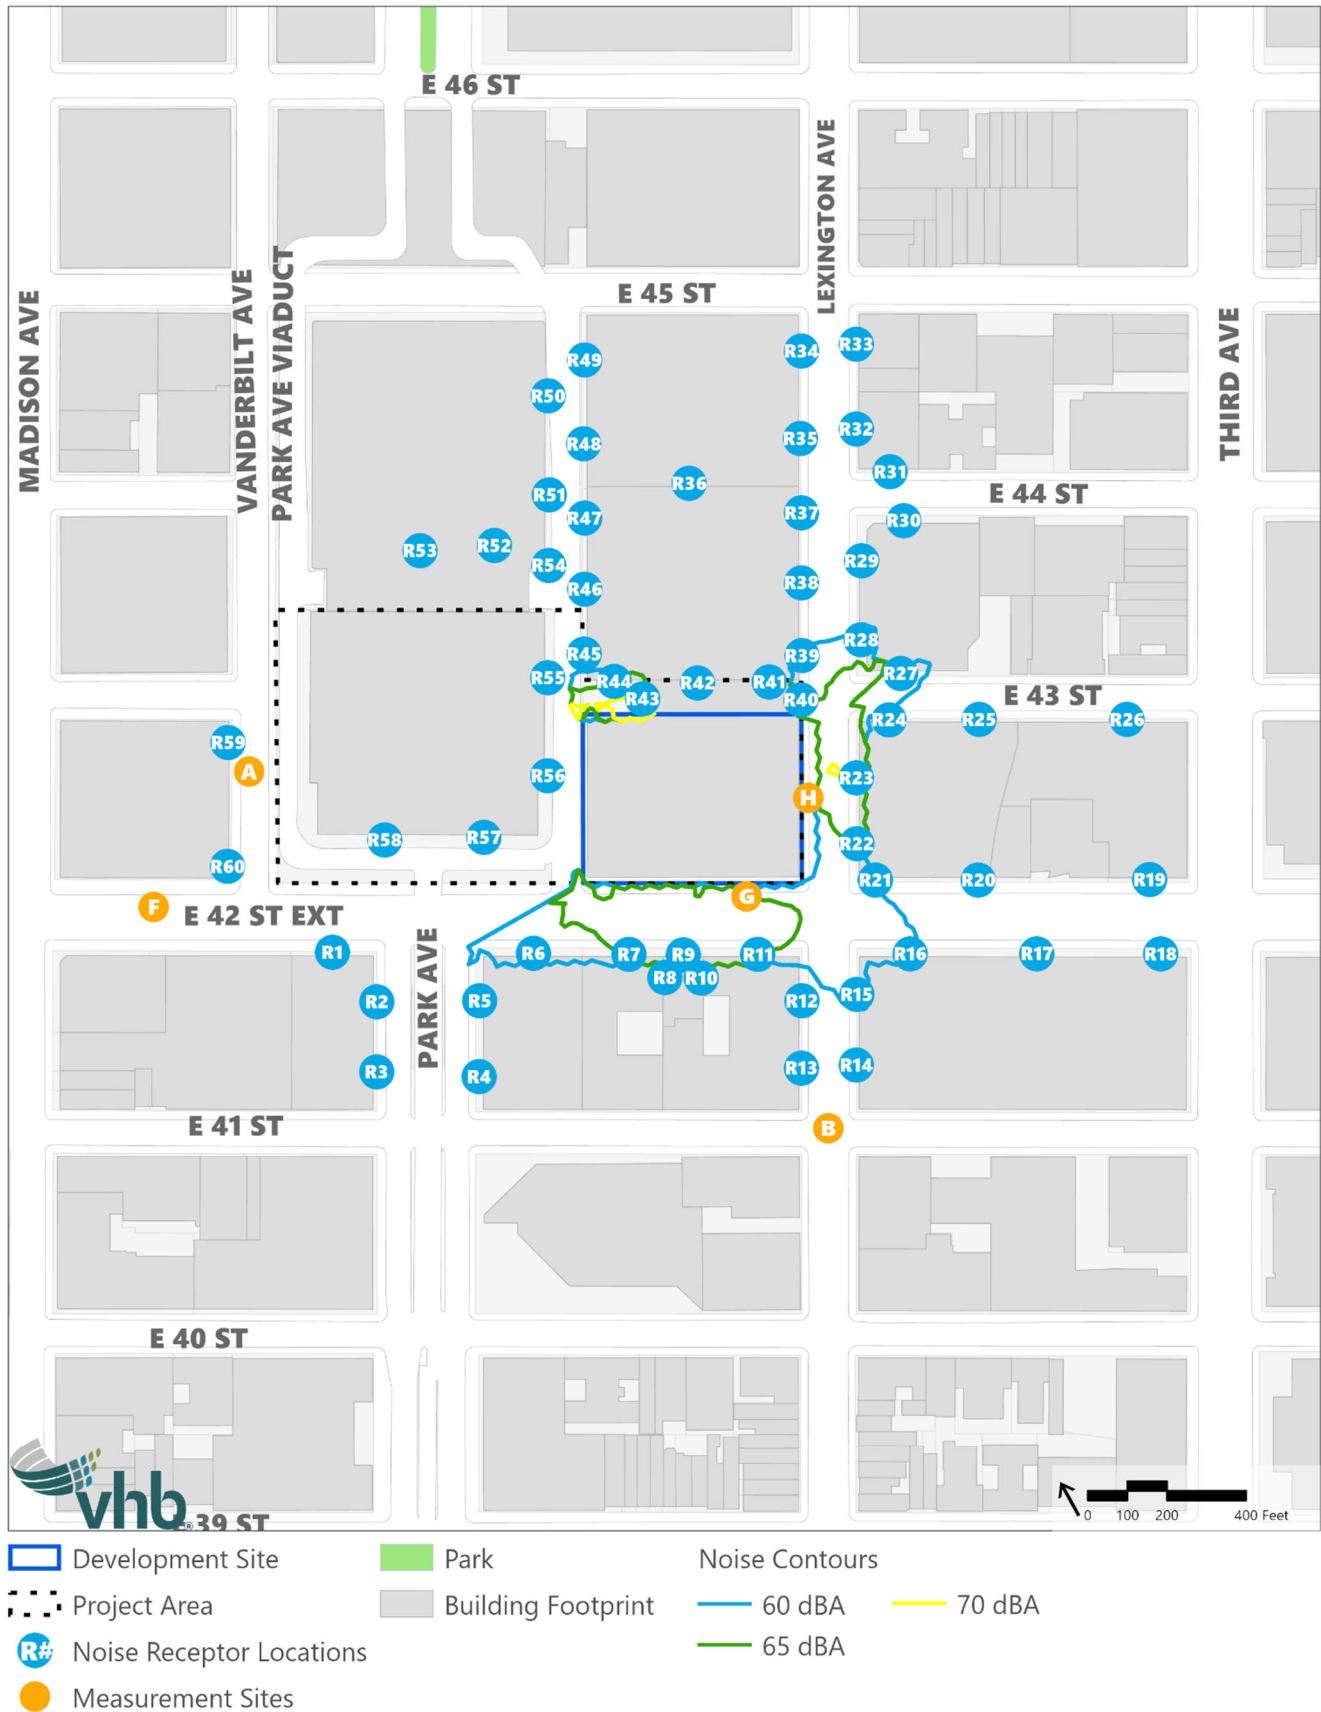 E 46 ST
LEXINGTON AVE
E 45 ST
MADISON AVE
VANDERBILT AVE
PARK AVE VIADUCT
THIRD AVE
R49
R34
R33
R50
R48
R35
R32
R31
R36
E 44 ST
R51
R47
R37
R30
R53
R52
R54
R29
R46
R38
R28
R45
R39
R27
R55
R44
R42
R41
R43
R40
E 43 ST
R24
R25
R26
R59
A
R56
R23
H
R58
R57
R22
R60
R21
R20
R19
F
E 42 ST EXT
G
R1
R6
R7
R9
R11
R16
R17
R18
R8
R10
R2
R5
R12
R15
PARK AVE
R3
R4
R13
R14
E 41 ST
B
E 40 ST
vhb®
E 39 ST
0 100 200 400 Feet
Development Site
Park
Noise Contours
Project Area
Building Footprint
60 dBA
70 dBA
R# Noise Receptor Locations
65 dBA
Measurement Sites